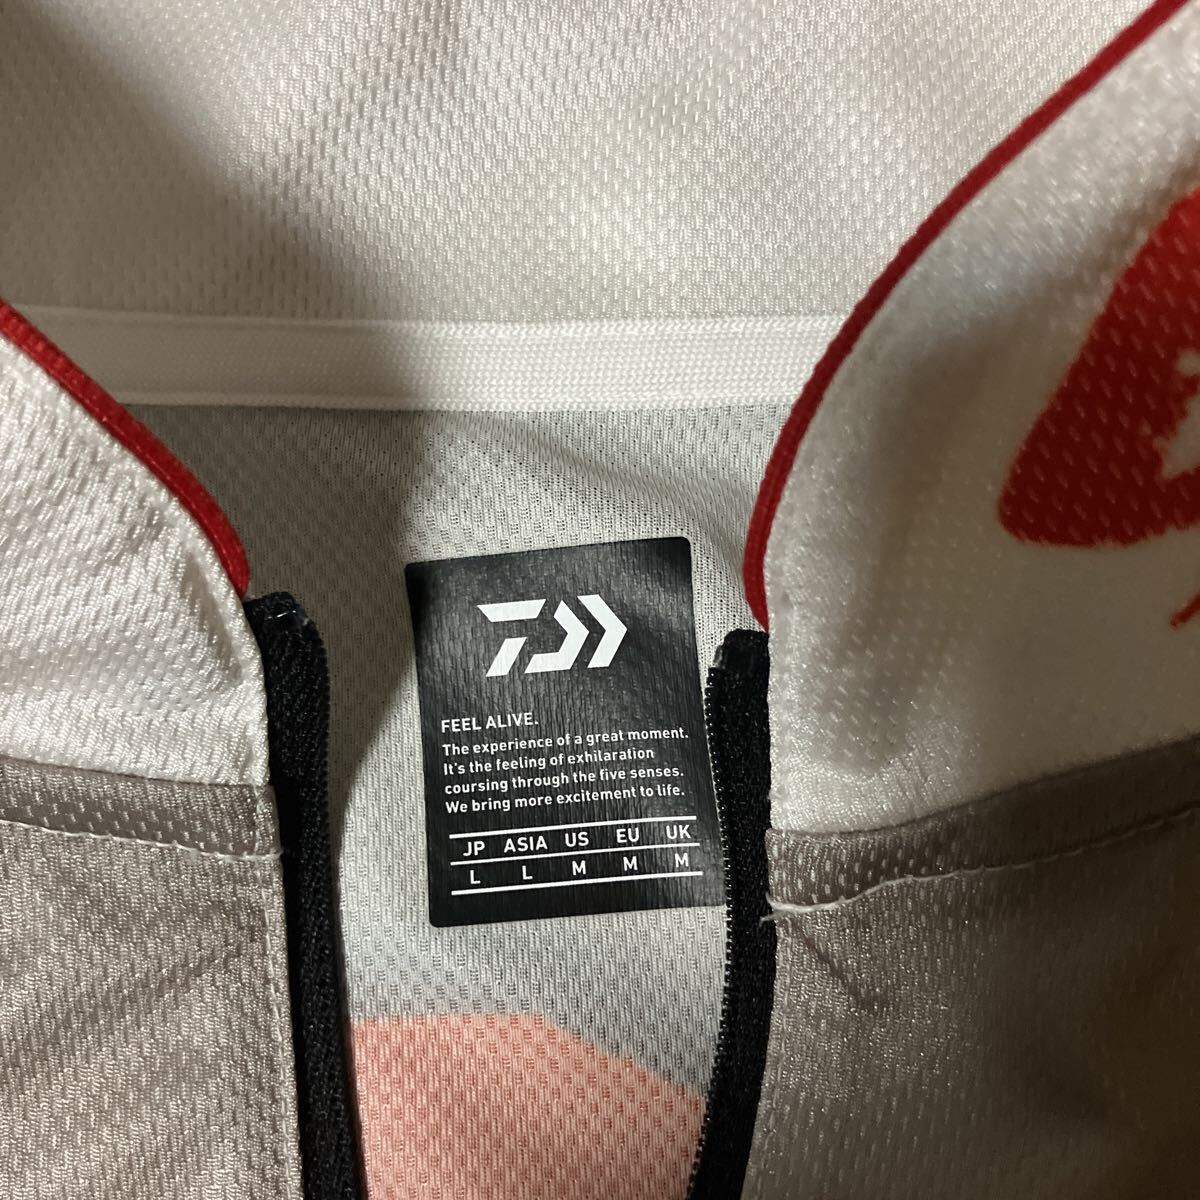 FEEL ALIVE.
The experience of a great moment.
It's the feeling of exhilaration
coursing through the five senses.
We bring more excitement to life.
JP ASIA US EU UK
L L M M M